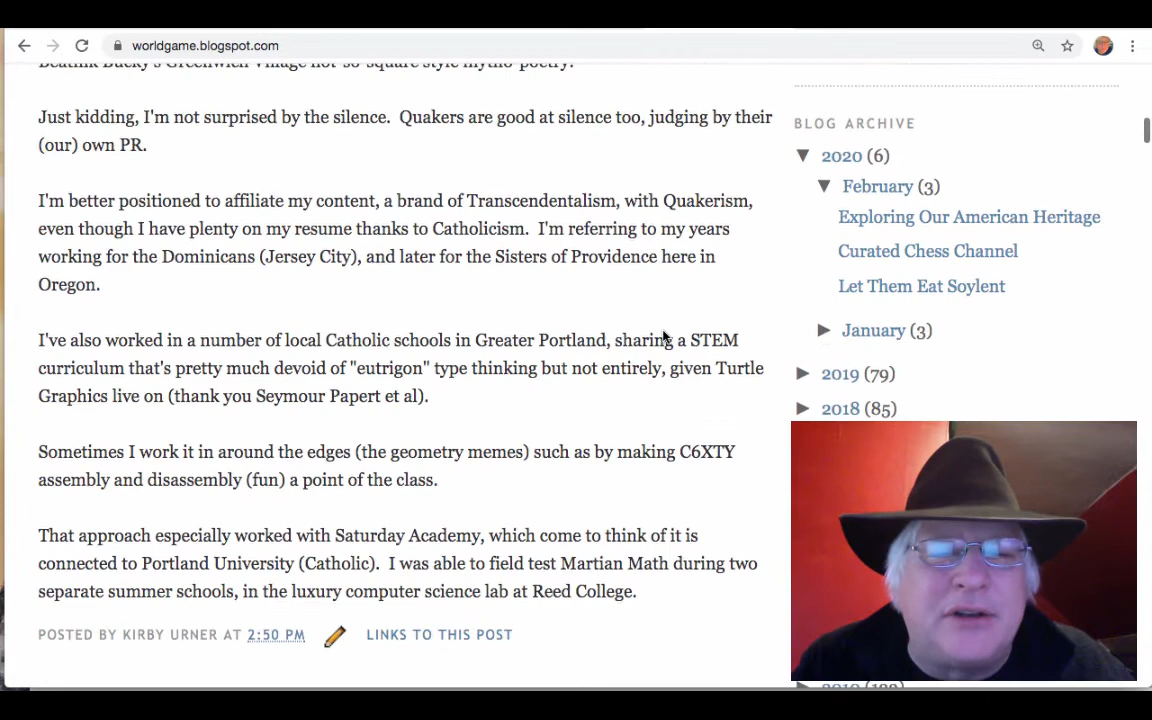 worldgame.blogspot.com
Beatnik Bucky's Greenwich Village not-so-square style mytho-poetry.
Just kidding, I'm not surprised by the silence.  Quakers are good at silence too, judging by their
(our) own PR.
I'm better positioned to affiliate my content, a brand of Transcendentalism, with Quakerism,
even though I have plenty on my resume thanks to Catholicism.  I'm referring to my years
working for the Dominicans (Jersey City), and later for the Sisters of Providence here in
Oregon.
I've also worked in a number of local Catholic schools in Greater Portland, sharing a STEM
curriculum that's pretty much devoid of "eutrigon" type thinking but not entirely, given Turtle
Graphics live on (thank you Seymour Papert et al).
Sometimes I work it in around the edges (the geometry memes) such as by making C6XTY
assembly and disassembly (fun) a point of the class.
That approach especially worked with Saturday Academy, which come to think of it is
connected to Portland University (Catholic).  I was able to field test Martian Math during two
separate summer schools, in the luxury computer science lab at Reed College.
POSTED BY KIRBY URNER AT 2:50 PM LINKS TO THIS POST
BLOG ARCHIVE
▼ 2020 (6)
▼ February (3)
Exploring Our American Heritage
Curated Chess Channel
Let Them Eat Soylent
► January (3)
► 2019 (79)
► 2018 (85)